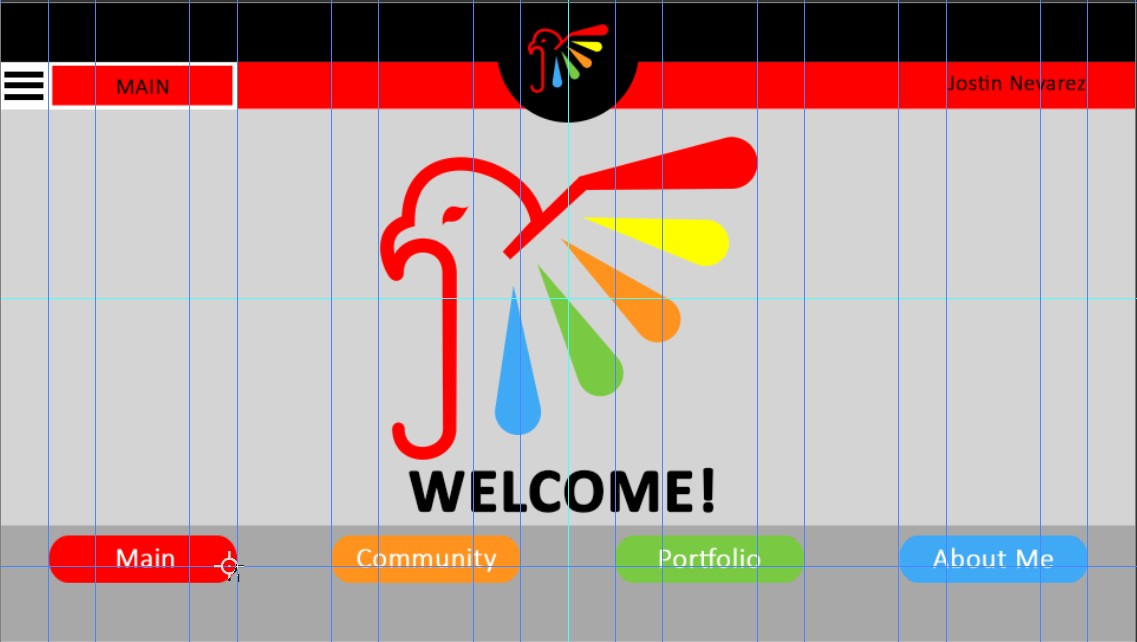 MAIN
Jostin Nevarez
WELCOME!
Main
Community
Portfolio
About Me